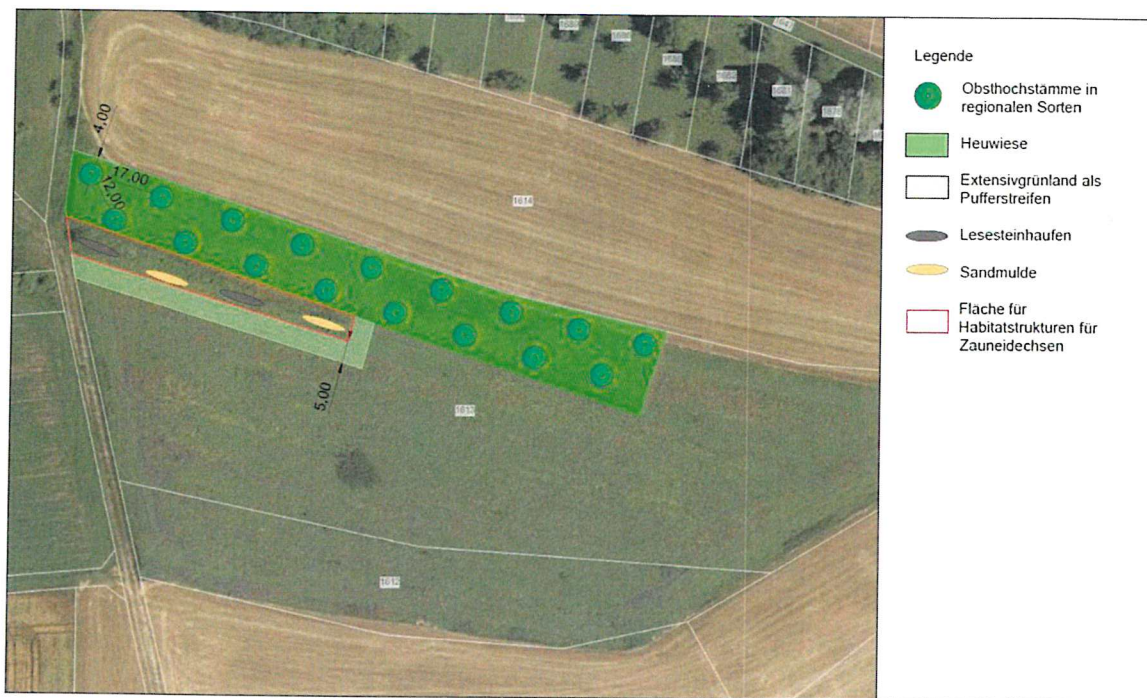 Legende
Obsthochstämme in
regionalen Sorten
Heuwiese
Extensivgrünland als
Pufferstreifen
Lesesteinhaufen
Sandmulde
Fläche für
Habitatstrukturen für
Zauneidechsen
4,00
17,00
12,00
5,00
1614
1613
1612
1681